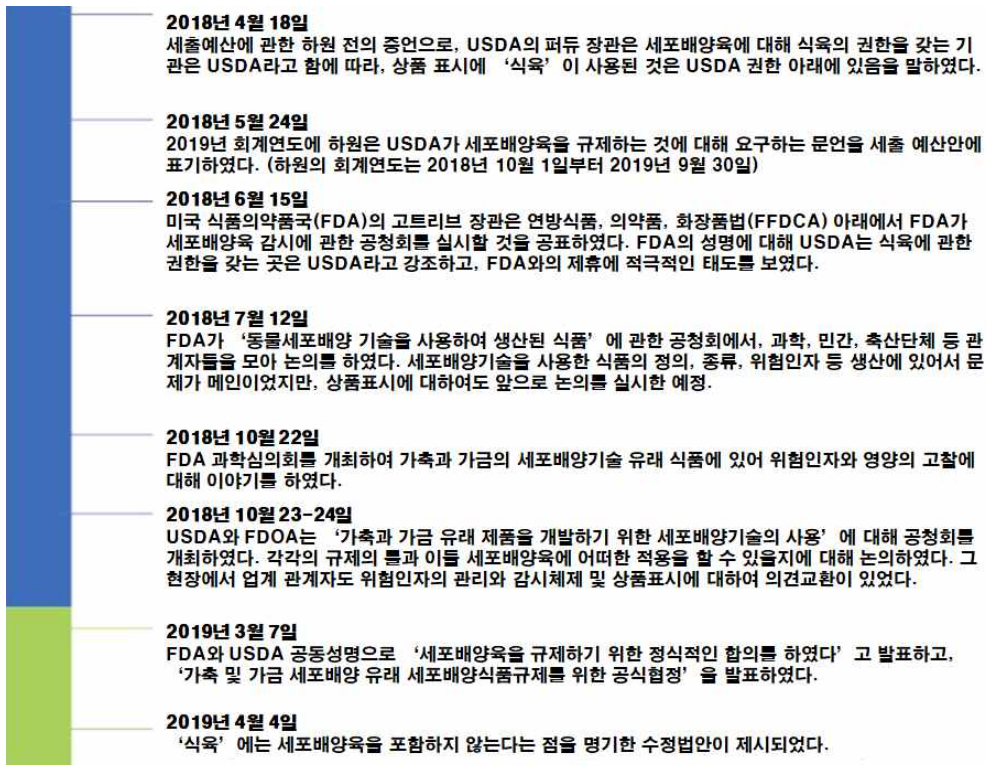 2018년 4월 18일
세출예산에 관한 하원 전의 증언으로, USDA의 퍼듀 장관은 세포배양육에 대해 식육의 권한을 갖는 기
관은 USDA라고 함에 따라, 상품 표시에 ‘식육’이 사용된 것은 USDA 권한 아래에 있음을 말하였다.
2018년 5월 24일
2019년 회계연도에 하원은 USDA가 세포배양육을 규제하는 것에 대해 요구하는 문언을 세출 예산안에
표기하였다. (하원의 회계연도는 2018년 10월 1일부터 2019년 9월 30일)
2018년 6월 15일
미국 식품의약품국(FDA)의 고트리브 장관은 연방식품, 의약품, 화장품법(FFDCA) 아래에서 FDA가
세포배양육 감시에 관한 공청회를 실시할 것을 공표하였다. FDA의 성명에 대해 USDA는 식육에 관한
권한을 갖는 곳은 USDA라고 강조하고, FDA와의 제휴에 적극적인 태도를 보였다.
2018년 7월 12일
FDA가 ‘동물세포배양 기술을 사용하여 생산된 식품’에 관한 공청회에서, 과학, 민간, 축산단체 등 관
계자들을 모아 논의를 하였다. 세포배양기술을 사용한 식품의 정의, 종류, 위험인자 등 생산에 있어서 문
제가 메인이었지만, 상품표시에 대하여도 앞으로 논의를 실시한 예정.
2018년 10월 22일
FDA 과학심의회를 개최하여 가축과 가금의 세포배양기술 유래 식품에 있어 위험인자와 영양의 고찰에
대해 이야기를 하였다.
2018년 10월 23-24일
USDA와 FDOA는 ‘가축과 가금 유래 제품을 개발하기 위한 세포배양기술의 사용’에 대해 공청회를
개최하였다. 각각의 규제의 틀과 이들 세포배양육에 어떠한 적용을 할 수 있을지에 대해 논의하였다. 그
현장에서 업계 관계자도 위험인자의 관리와 감시체제 및 상품표시에 대하여 의견교환이 있었다.
2019년 3월 7일
FDA와 USDA 공동성명으로 ‘세포배양육을 규제하기 위한 정식적인 합의를 하였다’고 발표하고,
‘가축 및 가금 세포배양 유래 세포배양식품규제를 위한 공식협정’을 발표하였다.
2019년 4월 4일
‘식육’에는 세포배양육을 포함하지 않는다는 점을 명기한 수정법안이 제시되었다.